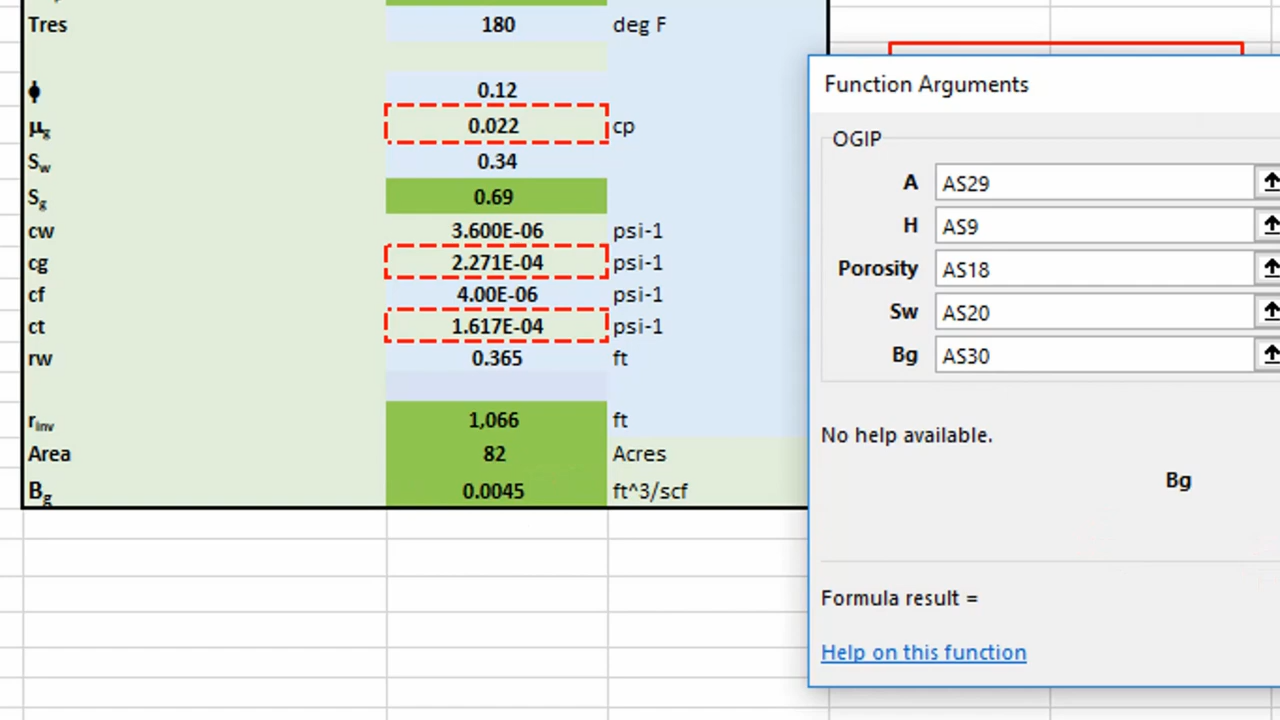 Tres 180 deg F
ϕ 0.12
μg 0.022 cp
Sw 0.34
Sg 0.69
cw 3.600E-06 psi-1
cg 2.271E-04 psi-1
cf 4.00E-06 psi-1
ct 1.617E-04 psi-1
rw 0.365 ft
rinv 1,066 ft
Area 82 Acres
Bg 0.0045 ft^3/scf
Function Arguments
OGIP
A AS29
H AS9
Porosity AS18
Sw AS20
Bg AS30
No help available.
Bg
Formula result =
Help on this function